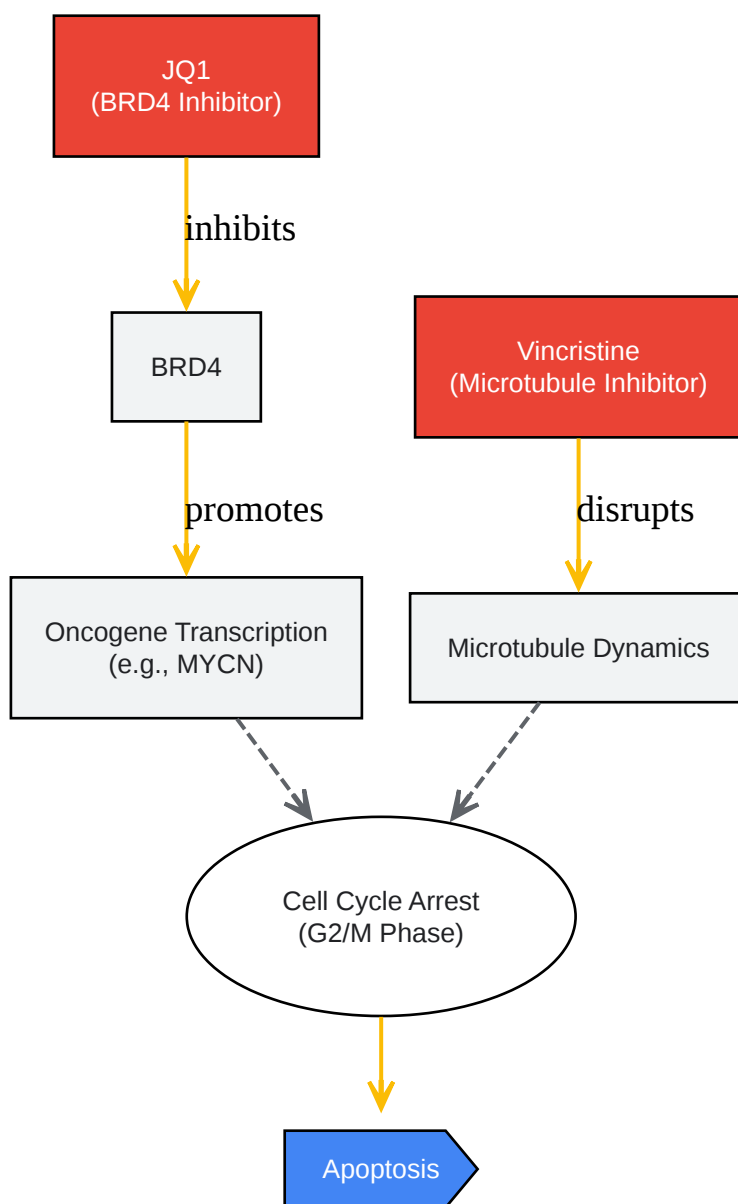 JQ1
(BRD4 Inhibitor)
inhibits
BRD4
Vincristine
(Microtubule Inhibitor)
promotes
disrupts
Oncogene Transcription
(e.g., MYCN)
Microtubule Dynamics
Cell Cycle Arrest
(G2/M Phase)
Apoptosis